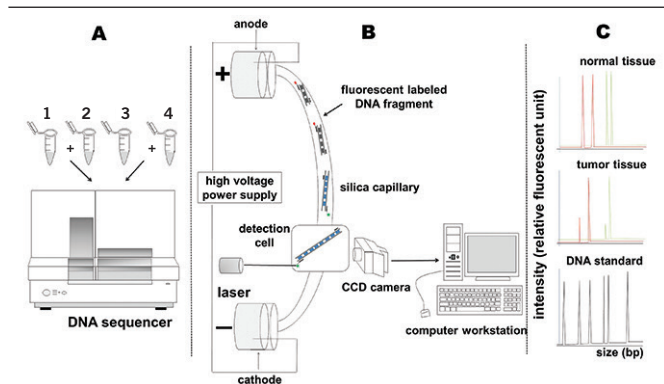 A
1 2 3 4
+ +
DNA sequencer
B
anode
+
fluorescent labeled
DNA fragment
high voltage
power supply
silica capillary
detection
cell
laser
CCD camera
computer workstation
−
cathode
C
intensity (relative fluorescent unit)
normal tissue
tumor tissue
DNA standard
size (bp)